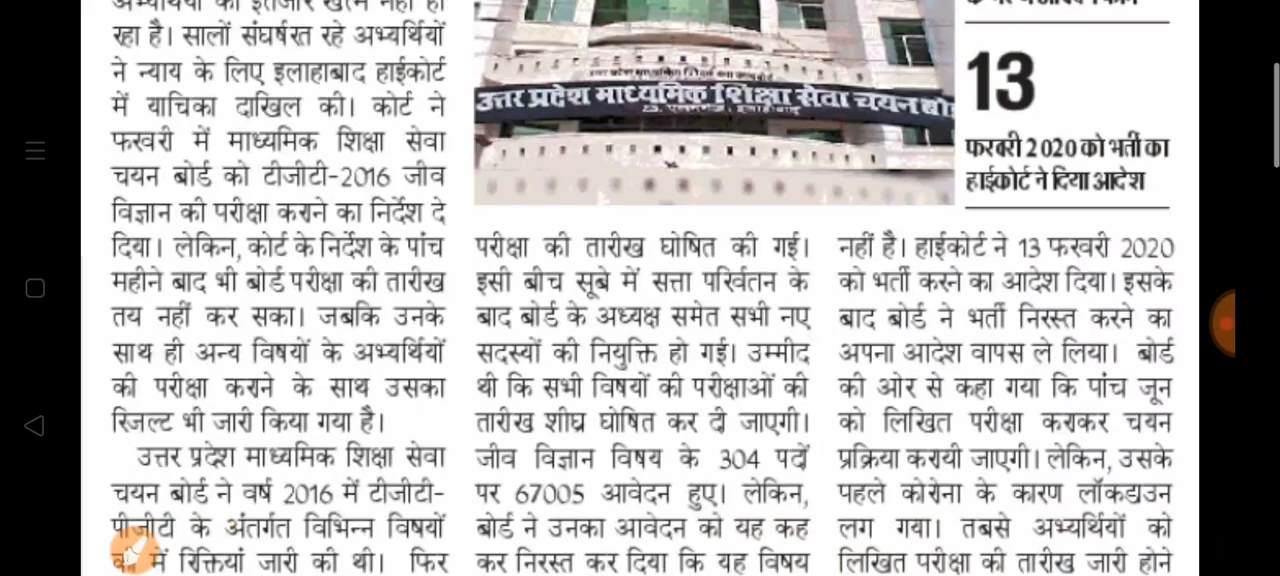 रहा है। सालों संघर्षरत रहे अभ्यर्थियों
ने न्याय के लिए इलाहाबाद हाईकोर्ट
में याचिका दाखिल की। कोर्ट ने
फरवरी में माध्यमिक शिक्षा सेवा
चयन बोर्ड को टीजीटी-2016 जीव
विज्ञान की परीक्षा कराने का निर्देश दे
दिया। लेकिन, कोर्ट के निर्देश के पांच
महीने बाद भी बोर्ड परीक्षा की तारीख
तय नहीं कर सका। जबकि उनके
साथ ही अन्य विषयों के अभ्यर्थियों
की परीक्षा कराने के साथ उसका
रिजल्ट भी जारी किया गया है।
उत्तर प्रदेश माध्यमिक शिक्षा सेवा
चयन बोर्ड ने वर्ष 2016 में टीजीटी-
पीजीटी के अंतर्गत विभिन्न विषयों
में रिक्तियां जारी की थी। फिर
उत्तर प्रदेश माध्यमिक शिक्षा सेवा चयन बो
परीक्षा की तारीख घोषित की गई।
इसी बीच सूबे में सत्ता परिर्वतन के
बाद बोर्ड के अध्यक्ष समेत सभी नए
सदस्यों की नियुक्ति हो गई। उम्मीद
थी कि सभी विषयों की परीक्षाओं की
तारीख शीघ्र घोषित कर दी जाएगी।
जीव विज्ञान विषय के 304 पदों
पर 67005 आवेदन हुए। लेकिन,
बोर्ड ने उनका आवेदन को यह कह
कर निरस्त कर दिया कि यह विषय
13
फरवरी 2020 को भर्ती का
हाईकोर्ट ने दिया आदेश
नहीं है। हाईकोर्ट ने 13 फरवरी 2020
को भर्ती करने का आदेश दिया। इसके
बाद बोर्ड ने भर्ती निरस्त करने का
अपना आदेश वापस ले लिया। बोर्ड
की ओर से कहा गया कि पांच जून
को लिखित परीक्षा कराकर चयन
प्रक्रिया करायी जाएगी। लेकिन, उसके
पहले कोरोना के कारण लॉकडाउन
लग गया। तबसे अभ्यर्थियों को
लिखित परीक्षा की तारीख जारी होने